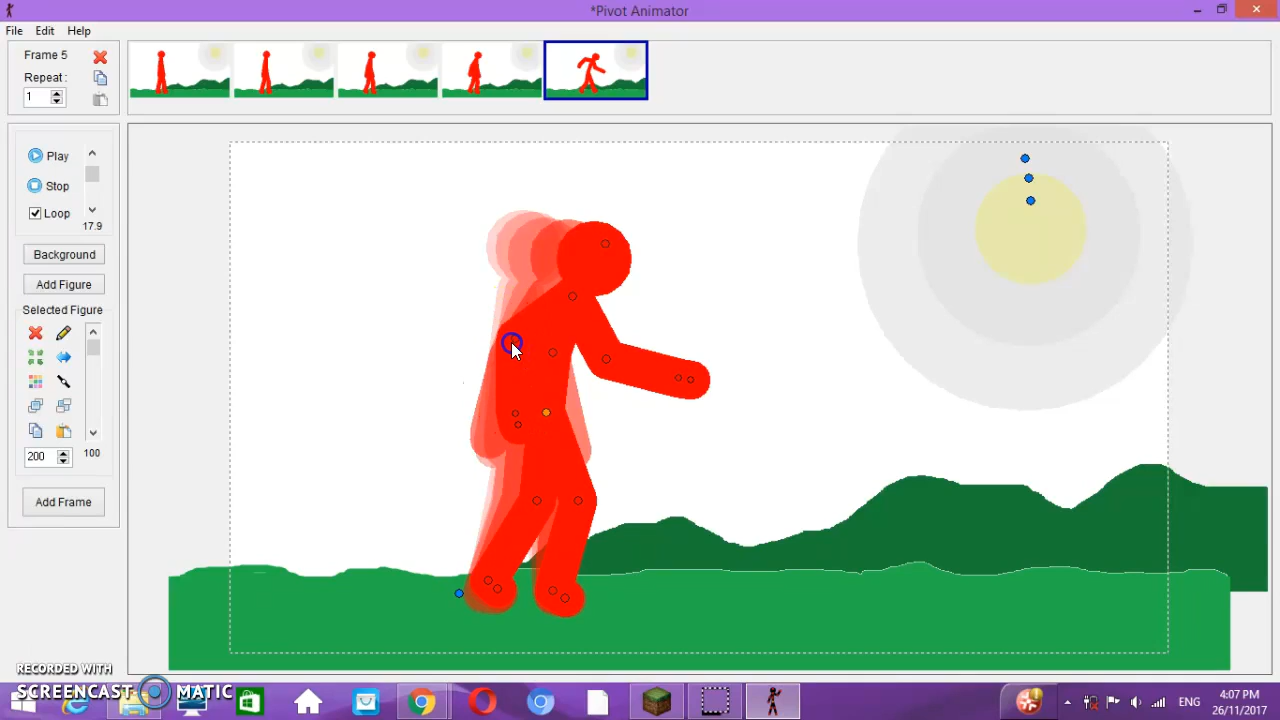 *Pivot Animator
File Edit Help
Frame 5
Repeat :
1
Play
Stop
Loop
17.9
Background
Add Figure
Selected Figure
200
100
Add Frame
RECORDED WITH
SCREENCAST MATIC
ENG
4:07 PM
26/11/2017